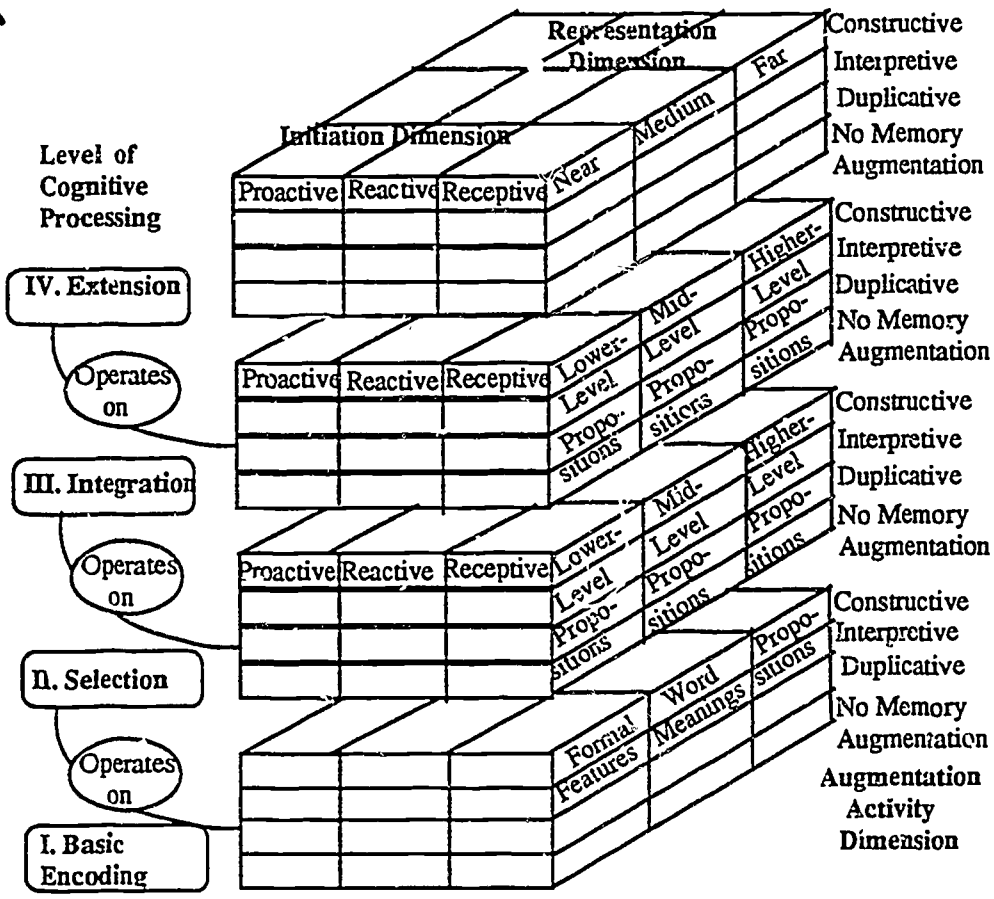 Representation
Dimension
Initiation Dimension
Proactive Reactive Receptive
Near
Medium
Far
Constructive
Interpretive
Duplicative
No Memory
Augmentation
Level of
Cognitive
Processing
IV. Extension
Operates
on
Proactive Reactive Receptive
Lower-
Level
Propo-
sitions
Mid-
Level
Propo-
sitions
Higher-
Level
Propo-
sitions
Constructive
Interpretive
Duplicative
No Memory
Augmentation
III. Integration
Operates
on
Proactive Reactive Receptive
Lower-
Level
Propo-
sitions
Mid-
Level
Propo-
sitions
Higher-
Level
Propo-
sitions
Constructive
Interpretive
Duplicative
No Memory
Augmentation
II. Selection
Operates
on
I. Basic
Encoding
Formal
Features
Word
Meanings
Propo-
sitions
Constructive
Interpretive
Duplicative
No Memory
Augmentation
Augmentation
Activity
Dimension